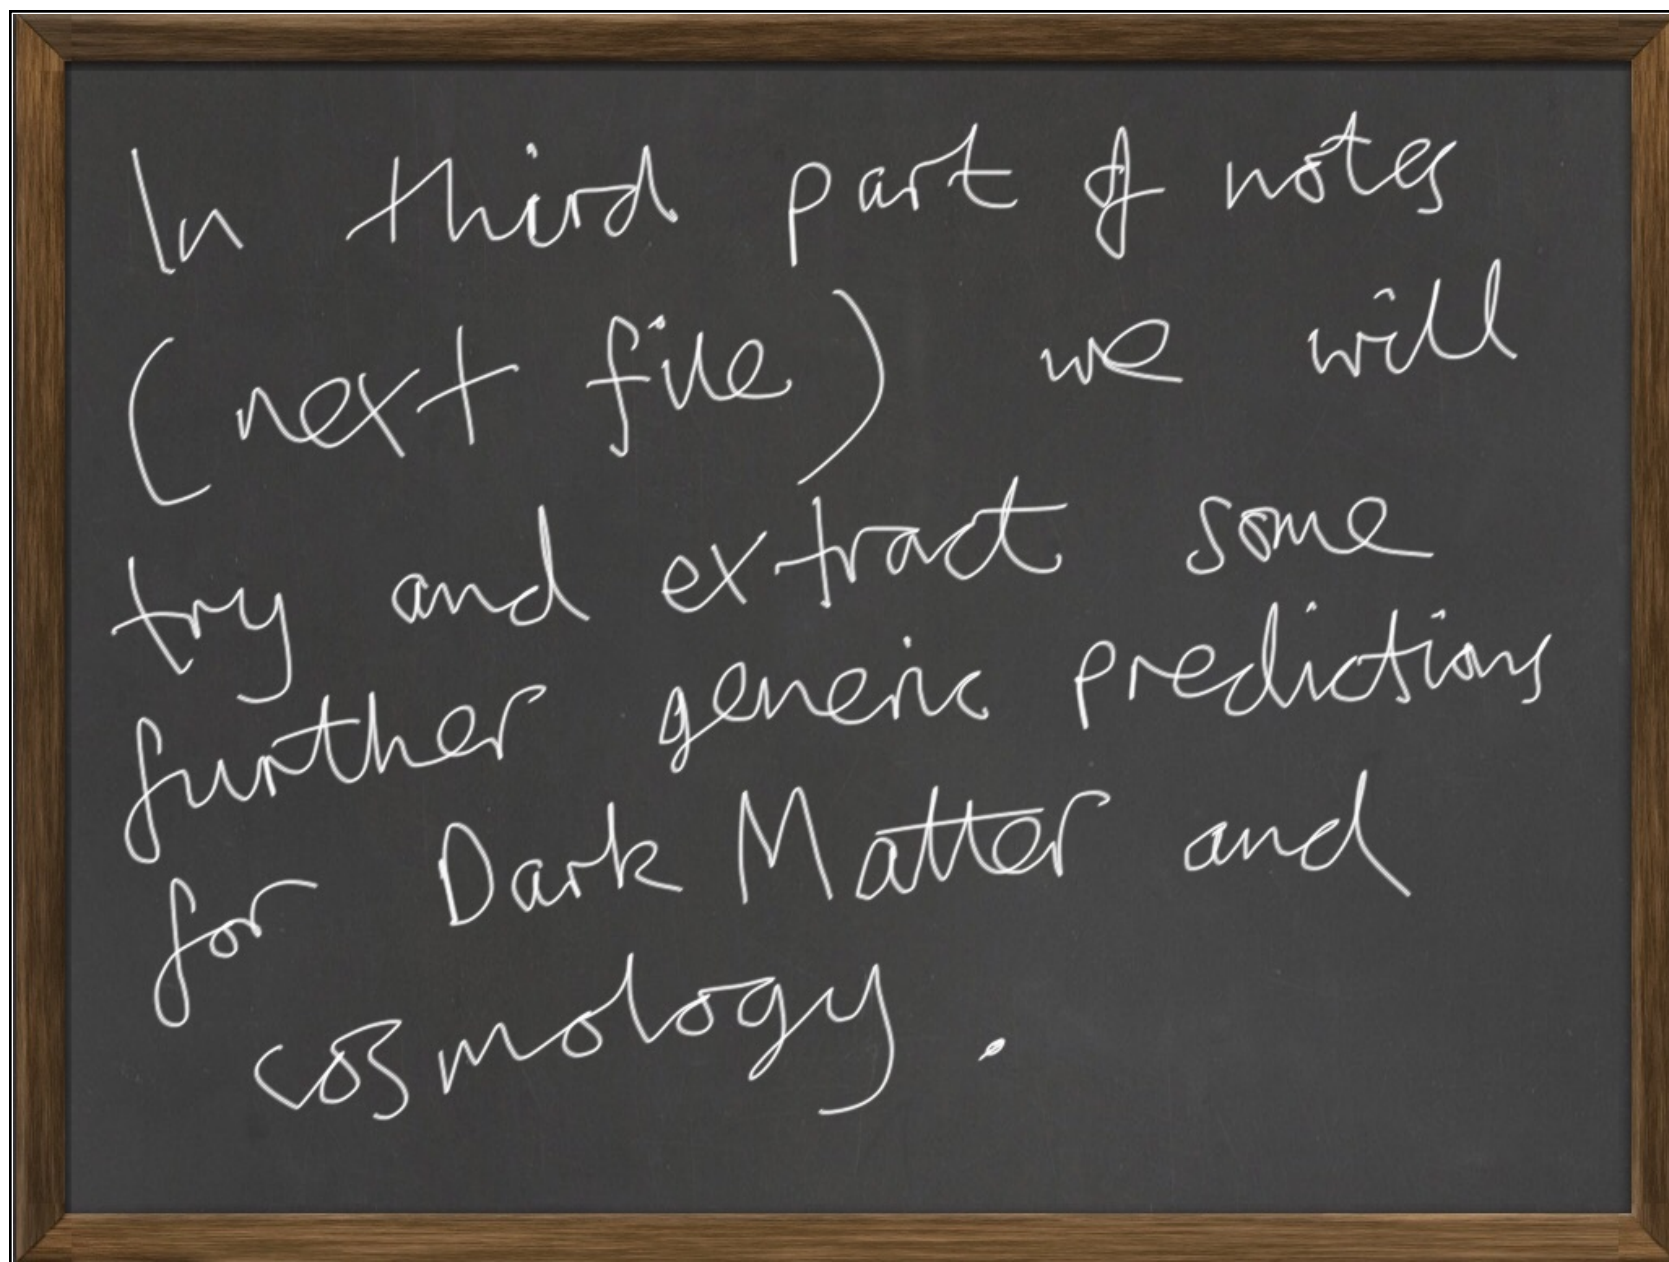 In third part of notes
(next file) we will
try and extract some
further generic predictions
for Dark Matter and
cosmology.